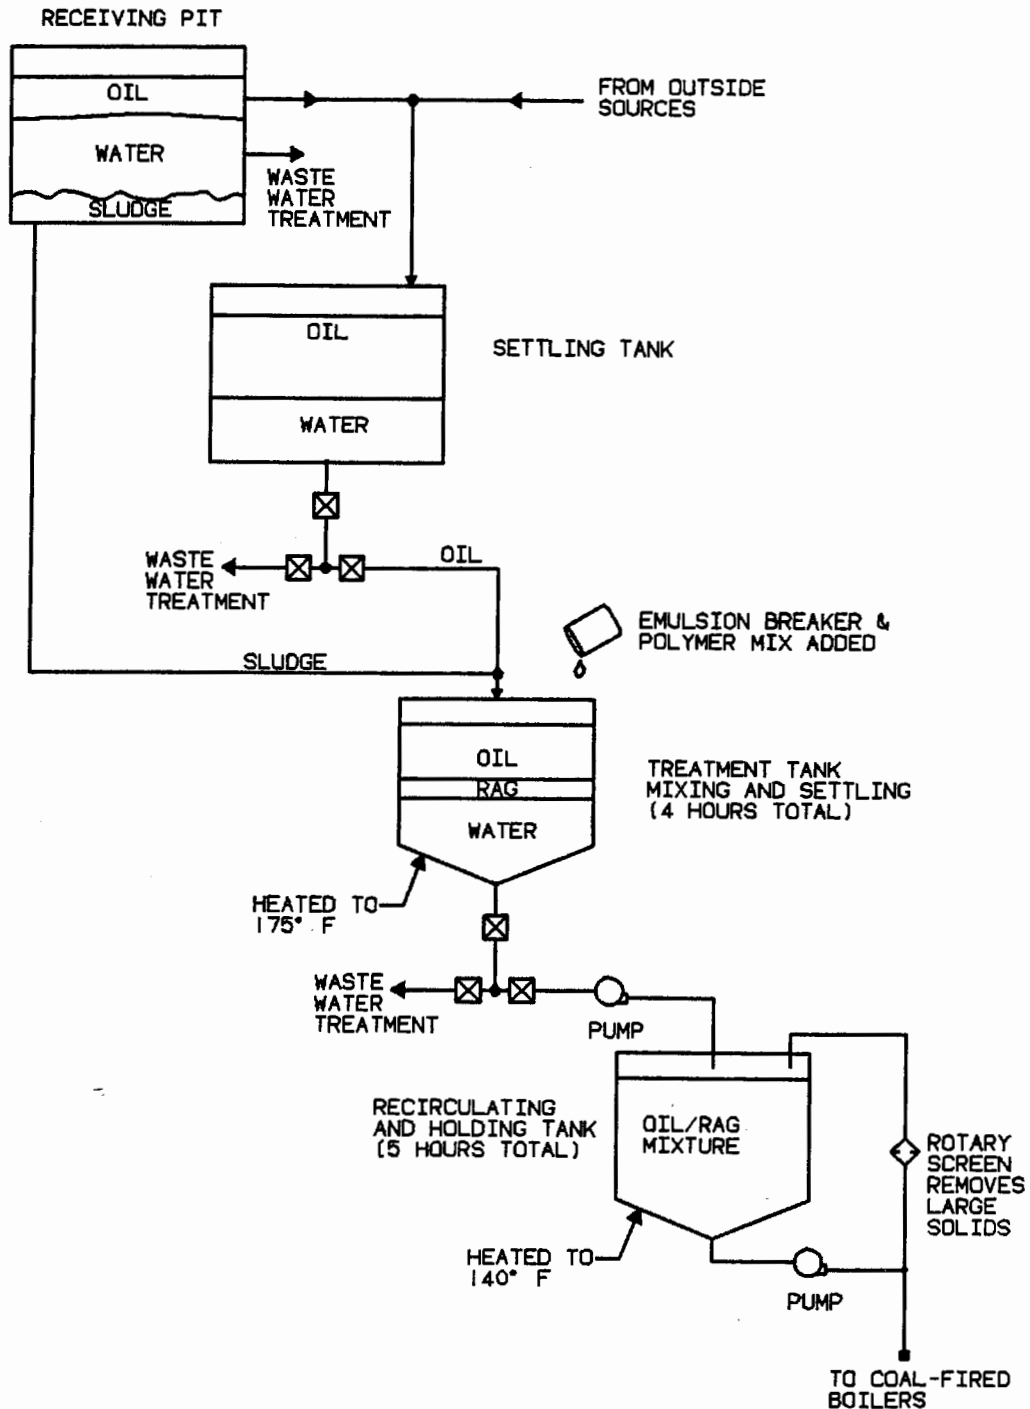 RECEIVING PIT
OIL
WATER
SLUDGE
FROM OUTSIDE
SOURCES
WASTE
WATER
TREATMENT
OIL
WATER
SETTLING TANK
WASTE
WATER
TREATMENT
OIL
SLUDGE
EMULSION BREAKER &
POLYMER MIX ADDED
OIL
RAG
WATER
TREATMENT TANK
MIXING AND SETTLING
(4 HOURS TOTAL)
HEATED TO
175° F
WASTE
WATER
TREATMENT
PUMP
RECIRCULATING
AND HOLDING TANK
(5 HOURS TOTAL)
OIL/RAG
MIXTURE
ROTARY
SCREEN
REMOVES
LARGE
SOLIDS
HEATED TO
140° F
PUMP
TO COAL-FIRED
BOILERS